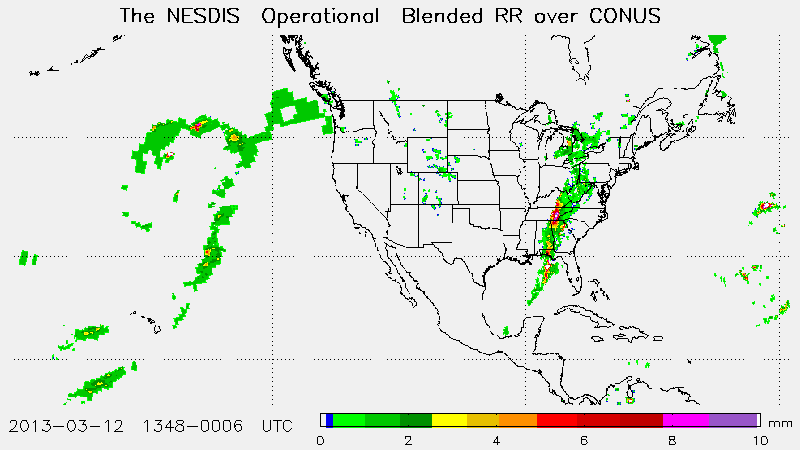 The NESDIS Operational Blended RR over CONUS
2013-03-12 1348-0006 UTC
mm
0 2 4 6 8 10